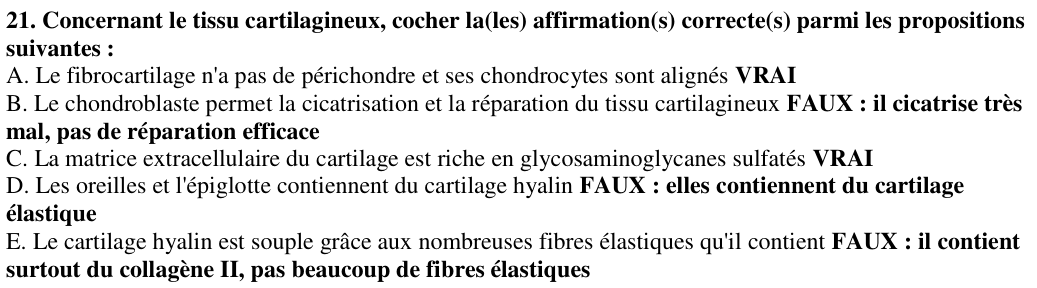 21. Concernant le tissu cartilagineux, cocher la(les) affirmation(s) correcte(s) parmi les propositions
suivantes :
A. Le fibrocartilage n'a pas de périchondre et ses chondrocytes sont alignés VRAI
B. Le chondroblaste permet la cicatrisation et la réparation du tissu cartilagineux FAUX : il cicatrise très
mal, pas de réparation efficace
C. La matrice extracellulaire du cartilage est riche en glycosaminoglycanes sulfatés VRAI
D. Les oreilles et l'épiglotte contiennent du cartilage hyalin FAUX : elles contiennent du cartilage
élastique
E. Le cartilage hyalin est souple grâce aux nombreuses fibres élastiques qu'il contient FAUX : il contient
surtout du collagène II, pas beaucoup de fibres élastiques